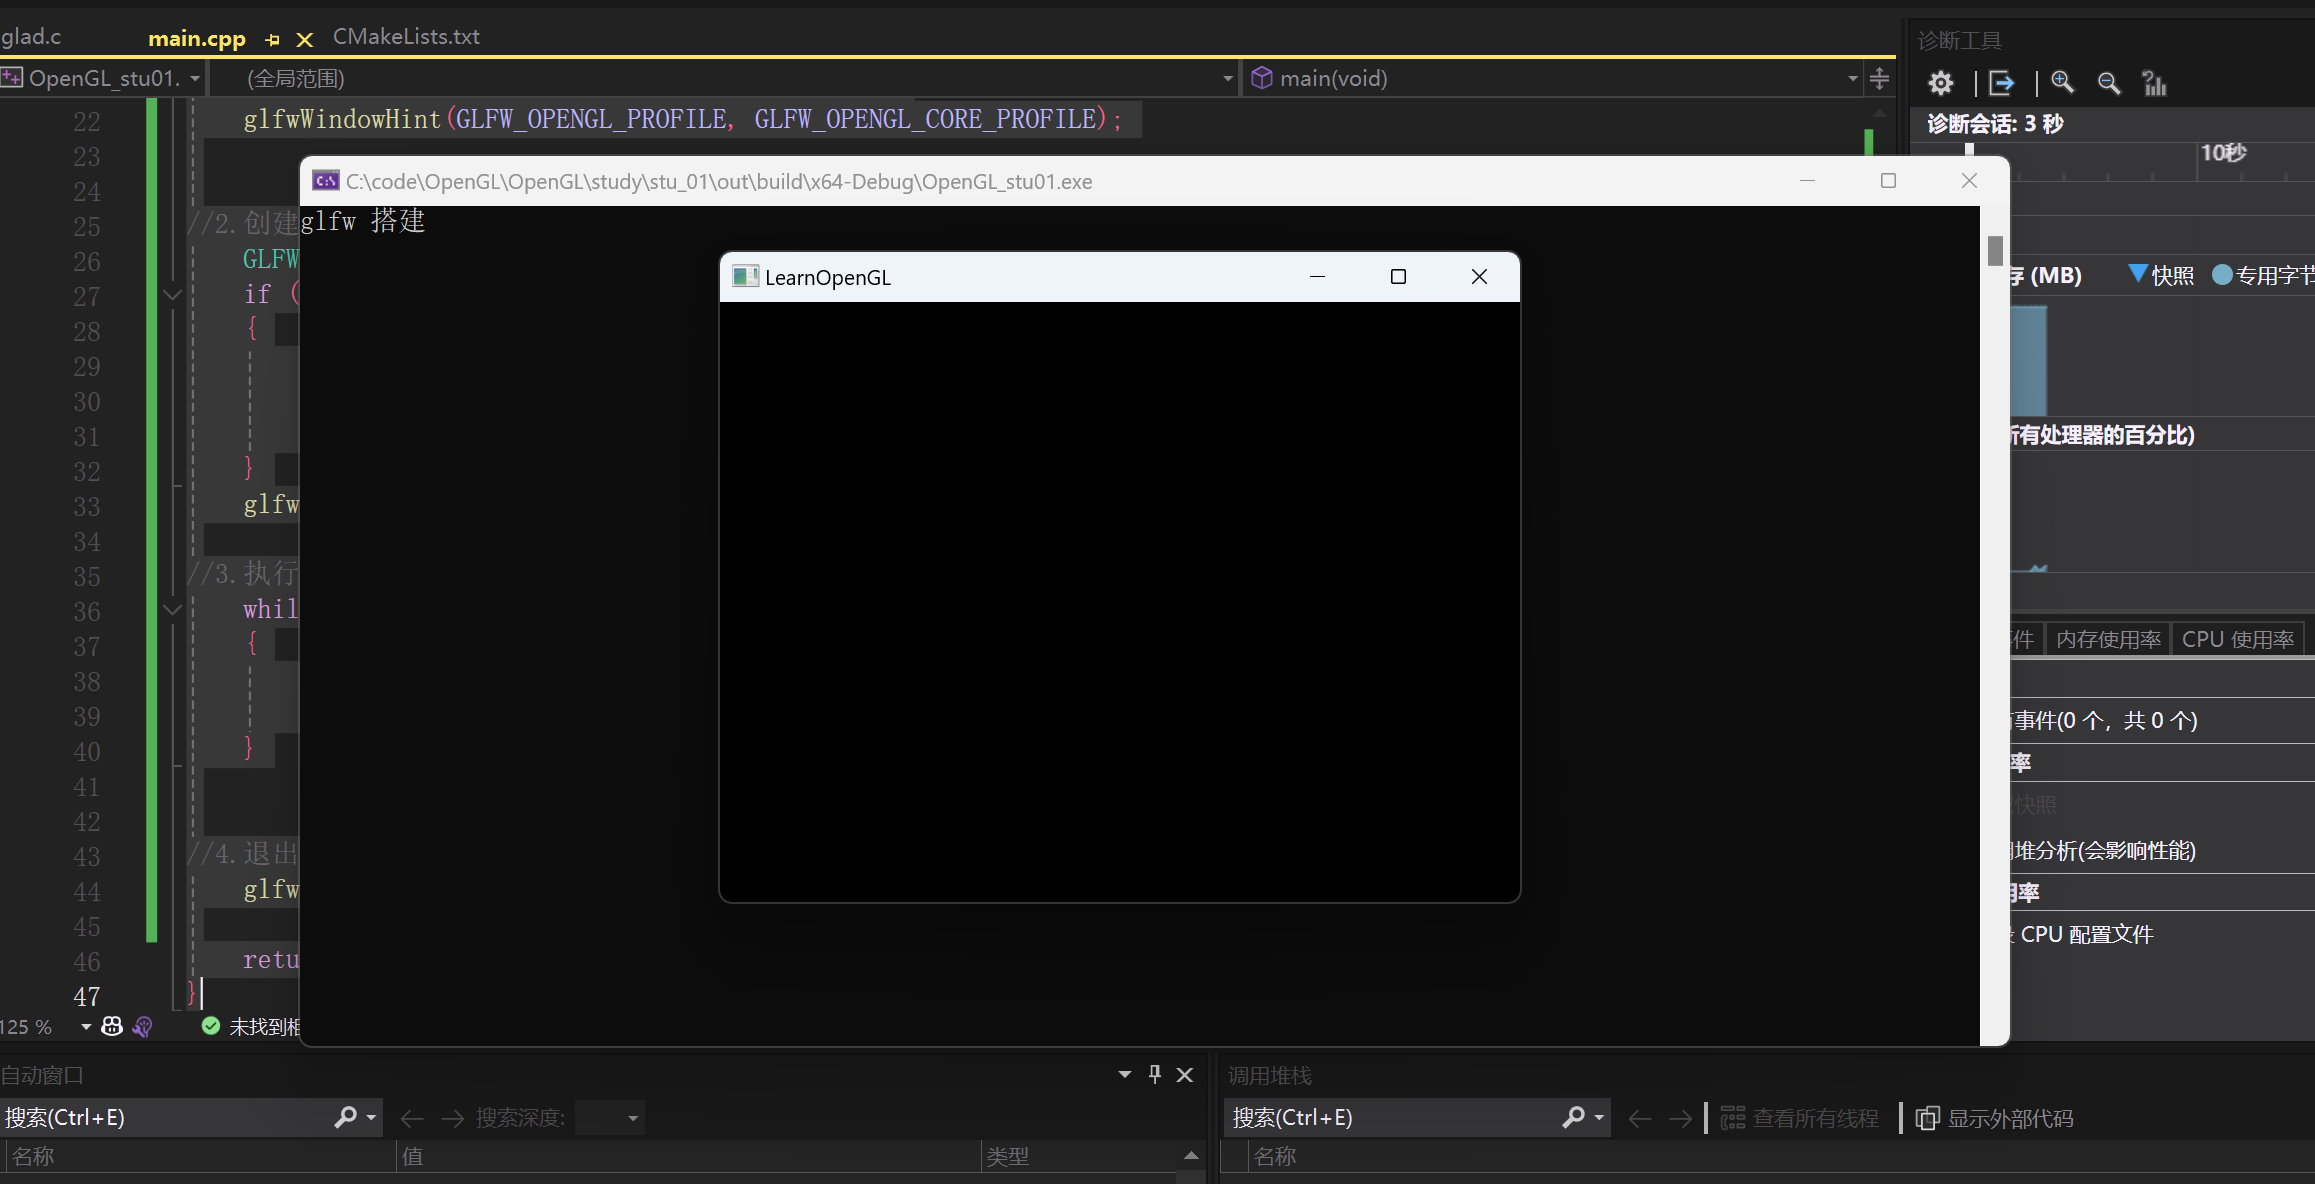 glad.c
main.cpp
CMakeLists.txt
诊断工具
OpenGL_stu01.
(全局范围)
main(void)
诊断会话: 3 秒
10秒
22 glfwWindowHint(GLFW_OPENGL_PROFILE, GLFW_OPENGL_CORE_PROFILE);
23
24
25 //2.创建
26 GLFW
27 if (
28 {
29
30
31
32 }
33 glfw
34
35 //3.执行
36 whil
37 {
38
39
40 }
41
42
43 //4.退出
44 glfw
45
46 retu
47 }
C:\code\OpenGL\OpenGL\study\stu_01\out\build\x64-Debug\OpenGL_stu01.exe
glfw 搭建
LearnOpenGL
(MB)
快照
专用字节
所有处理器的百分比)
件
内存使用率
CPU 使用率
事件(0 个，共 0 个)
率
快照
堆分析(会影响性能)
用率
CPU 配置文件
125 %
未找到相
自动窗口
搜索(Ctrl+E)
搜索深度:
名称
值
类型
调用堆栈
搜索(Ctrl+E)
查看所有线程
显示外部代码
名称